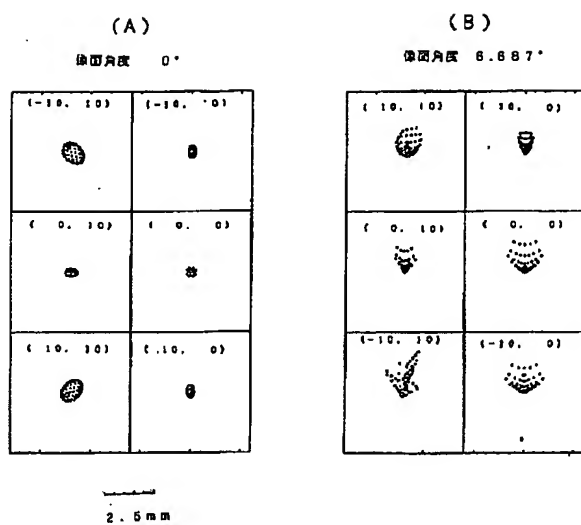 (A)
像面角度 0°
(-10, 10)
(-10, 0)
( 0, 10)
( 0, 0)
( 10, 10)
( 10, 0)
2.5mm
(B)
像面角度 6.687°
( 10, 10)
( 10, 0)
( 0, 10)
( 0, 0)
(-10, 10)
(-10, 0)